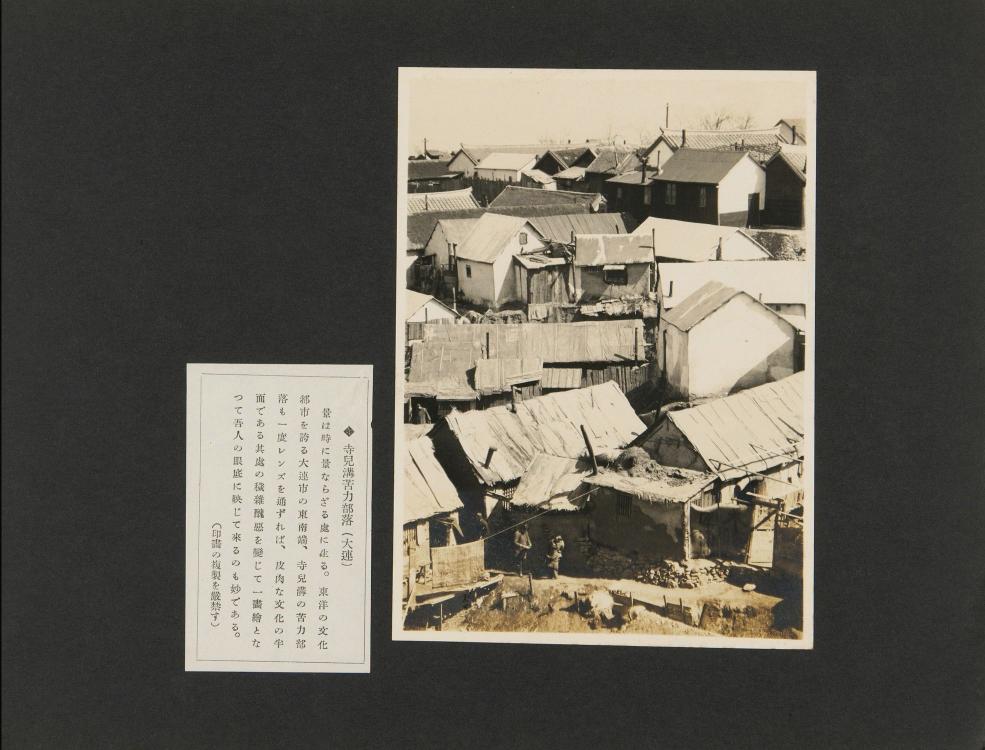 ◆ 寺兒溝苦力部落(大連)
景は時に景ならざる處に在る。東洋の文化
都市を誇る大連市の東南端、寺兒溝の苦力部
落も一度レンズを通ずれば、皮肉な文化の半
面である其處の穢雜醜惡を變じて一畫繪とな
つて吾人の眼底に映じて來るのも妙である。
(印畫の複製を嚴禁す)